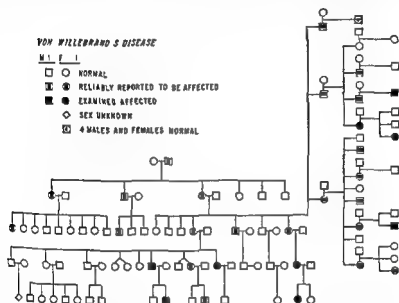 VON WILLEBRAND S DISEASE
M F
NORMAL
RELIABLY REPORTED TO BE AFFECTED
EXAMINED AFFECTED
SEX UNKNOWN
4 MALES AND FEMALES NORMAL